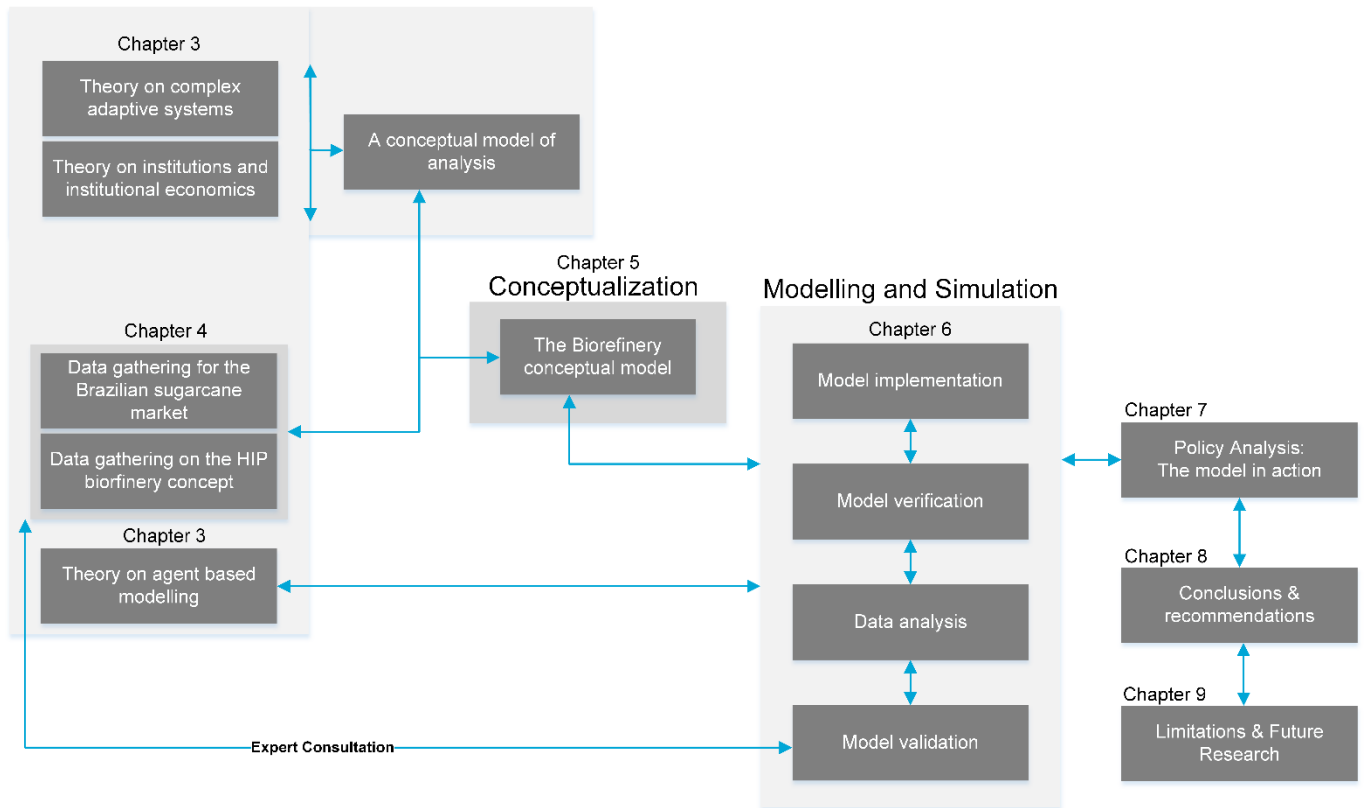 Chapter 3
Theory on complex
adaptive systems
Theory on institutions and
institutional economics
A conceptual model of
analysis
Chapter 4
Data gathering for the
Brazilian sugarcane
market
Data gathering on the HIP
biorfinery concept
Chapter 3
Theory on agent based
modelling
Chapter 5
Conceptualization
The Biorefinery
conceptual model
Modelling and Simulation
Chapter 6
Model implementation
Model verification
Data analysis
Model validation
Expert Consultation
Chapter 7
Policy Analysis:
The model in action
Chapter 8
Conclusions &
recommendations
Chapter 9
Limitations & Future
Research